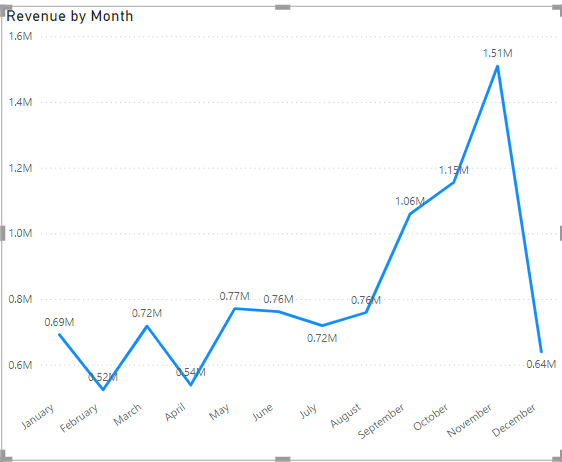 Revenue by Month
1.6M
1.4M
1.2M
1.0M
0.8M
0.6M
0.69M
0.52M
0.72M
0.54M
0.77M
0.76M
0.72M
0.76M
1.06M
1.15M
1.51M
0.64M
January
February
March
April
May
June
July
August
September
October
November
December